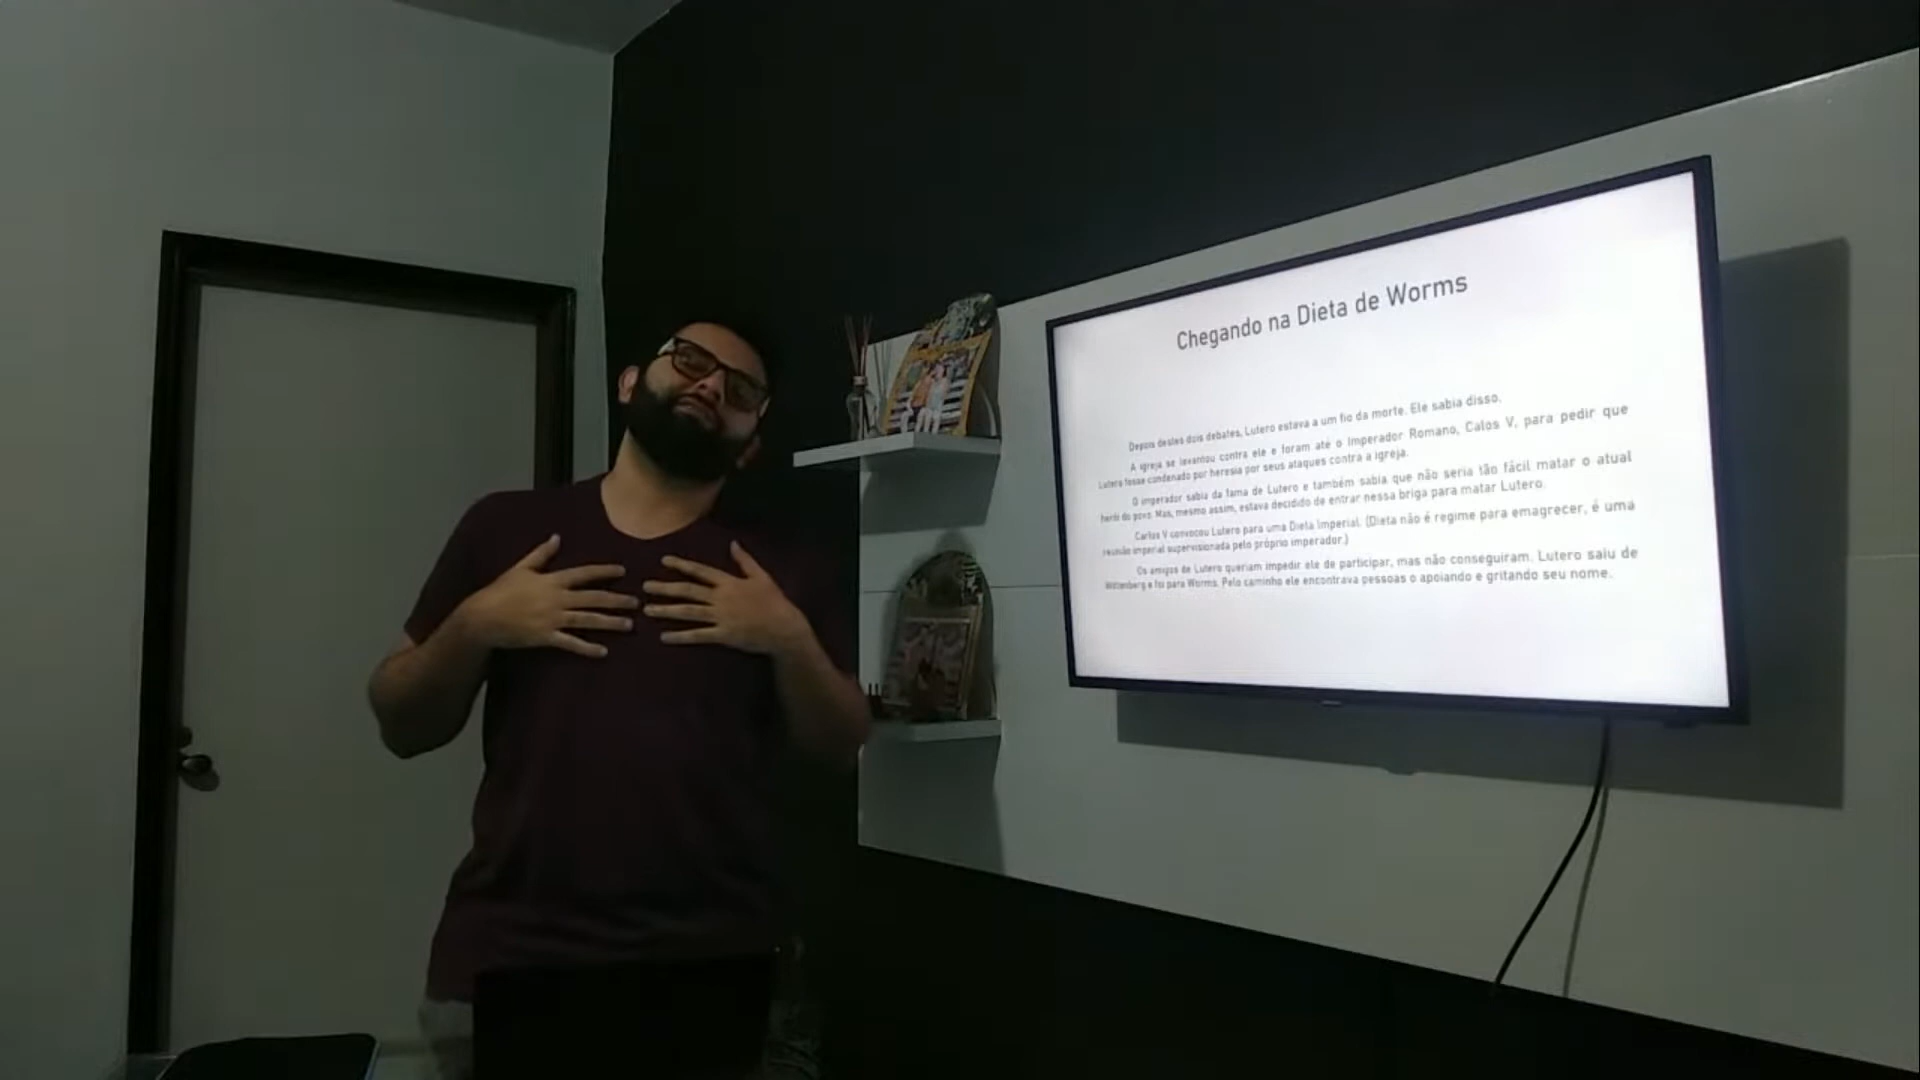 Chegando na Dieta de Worms
Depois destes dois debates, Lutero estava a um fio da morte. Ele sabia disso.
A igreja se levantou contra ele e foram até o Imperador Romano, Calos V, para pedir que
Lutero fosse condenado por heresia por seus ataques contra a igreja.
O imperador sabia da fama de Lutero e também sabia que não seria tão fácil matar o atual
herói do povo. Mas, mesmo assim, estava decidido de entrar nessa briga para matar Lutero.
Carlos V convocou Lutero para uma Dieta Imperial. (Dieta não é regime para emagrecer, é uma
reunião imperial supervisionada pelo próprio imperador.)
Os amigos de Lutero queriam impedir ele de participar, mas não conseguiram. Lutero saiu de
Wittenberg e foi para Worms. Pelo caminho ele encontrava pessoas o apoiando e gritando seu nome.